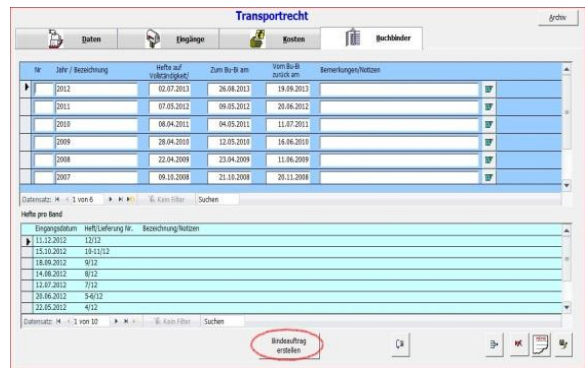 Transportrecht
Archiv
Daten Eingänge Kosten Buchbinder
Nr Jahr / Bezeichnung Hefte auf Vollständigkeit/ Zum Bu-Bi am Vom Bu-Bi zurück am Bemerkungen/Notizen
2012 02.07.2013 26.08.2013 19.09.2013
2011 07.05.2012 09.05.2012 20.06.2012
2010 08.04.2011 04.05.2011 11.07.2011
2009 28.04.2010 12.05.2010 16.06.2010
2008 22.04.2009 23.04.2009 11.06.2009
2007 09.10.2008 21.10.2008 20.11.2008
Datensatz: 1 von 6 Kein Filter Suchen
Hefte pro Band
Eingangsdatum Heft/Lieferung Nr. Bezeichnung/Notizen
11.12.2012 12/12
15.10.2012 10-11/12
18.09.2012 9/12
14.08.2012 8/12
12.07.2012 7/12
20.06.2012 5-6/12
22.05.2012 4/12
Datensatz: 1 von 10 Kein Filter Suchen
Bindeauftrag
erstellen